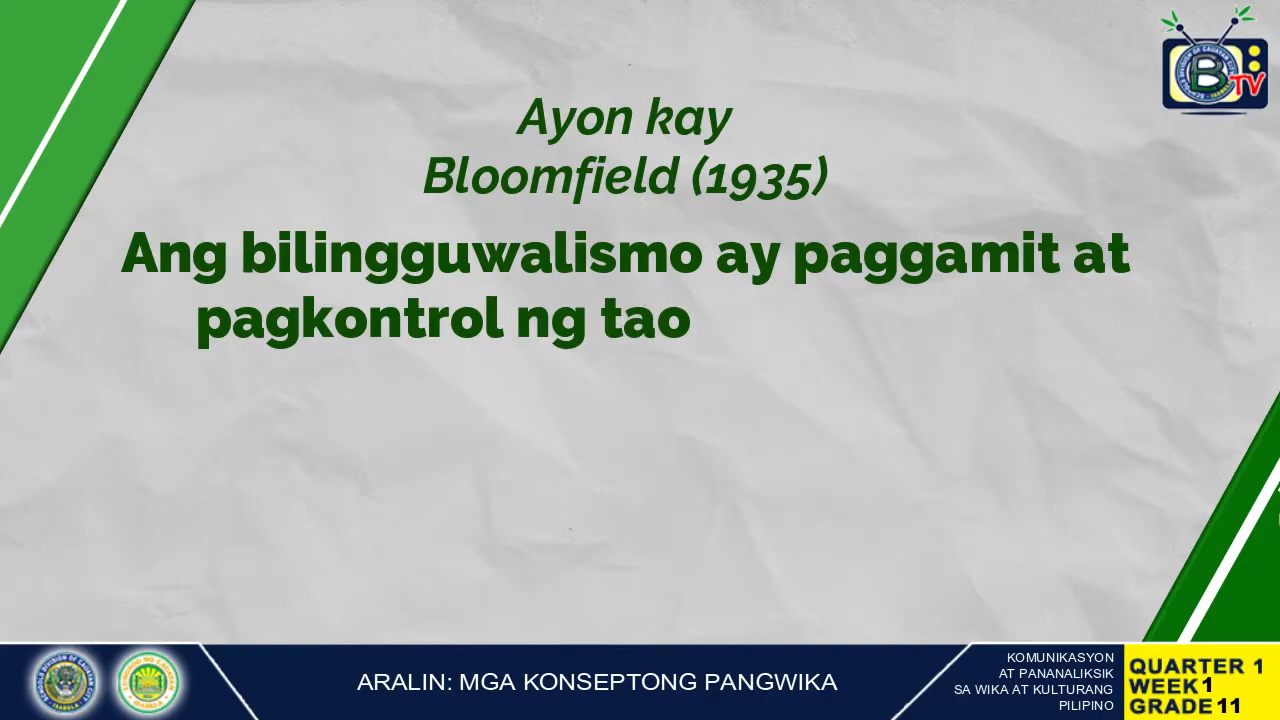 Ayon kay
Bloomfield (1935)
Ang bilingguwalismo ay paggamit at
pagkontrol ng tao
B TV
ARALIN: MGA KONSEPTONG PANGWIKA
KOMUNIKASYON
AT PANANALIKSIK
SA WIKA AT KULTURANG
PILIPINO
QUARTER 1
WEEK 1
GRADE 11